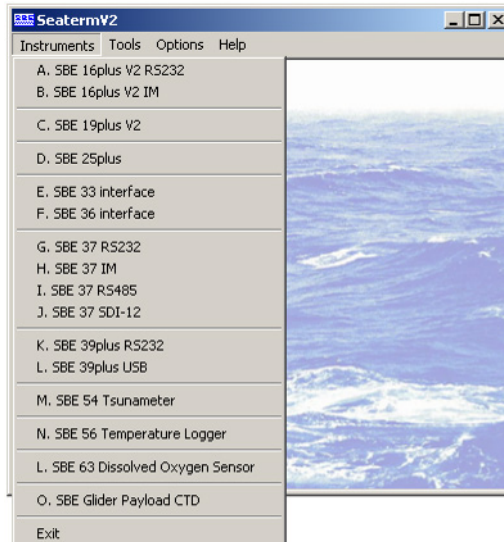 SBE SeatermV2
Instruments Tools Options Help
A. SBE 16plus V2 RS232
B. SBE 16plus V2 IM
C. SBE 19plus V2
D. SBE 25plus
E. SBE 33 interface
F. SBE 36 interface
G. SBE 37 RS232
H. SBE 37 IM
I. SBE 37 RS485
J. SBE 37 SDI-12
K. SBE 39plus RS232
L. SBE 39plus USB
M. SBE 54 Tsunameter
N. SBE 56 Temperature Logger
L. SBE 63 Dissolved Oxygen Sensor
O. SBE Glider Payload CTD
Exit